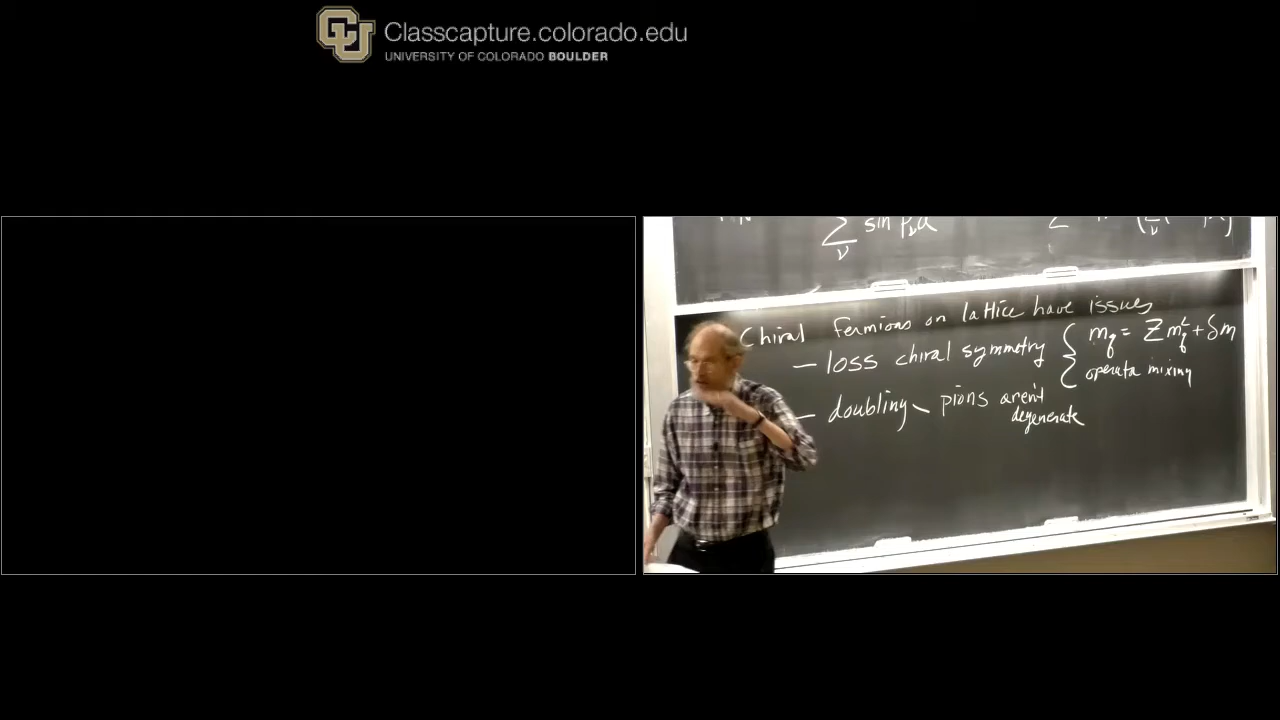 Classcapture.colorado.edu
UNIVERSITY OF COLORADO BOULDER
∑ν sin pνa
Chiral Fermions on lattice have issues
– loss chiral symmetry { m_q = Z m_q^L + δm
operator mixing
– doubling – pions aren't
degenerate